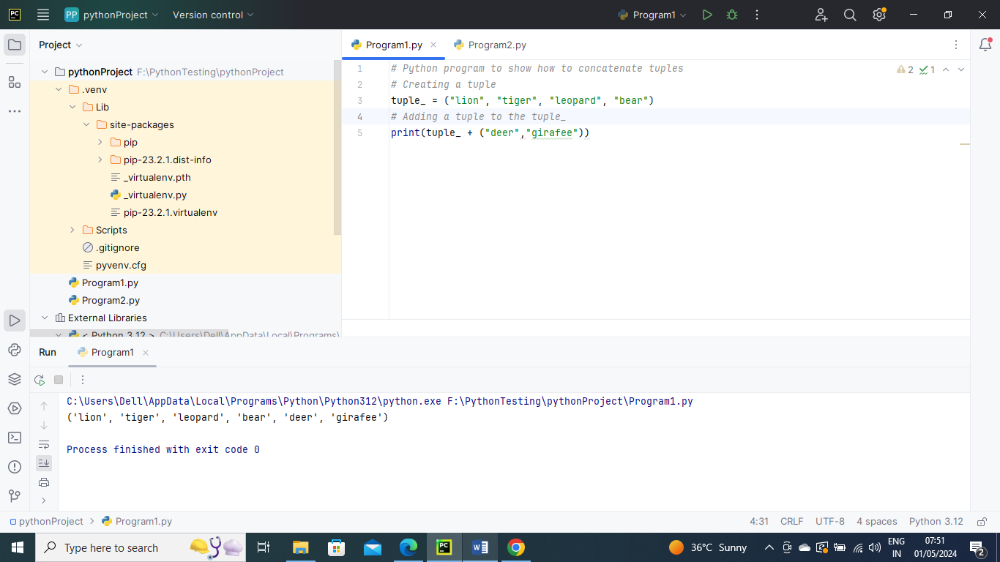 PC PP pythonProject Version control Program1
Project
pythonProject F:\PythonTesting\pythonProject
.venv
Lib
site-packages
pip
pip-23.2.1.dist-info
_virtualenv.pth
_virtualenv.py
pip-23.2.1.virtualenv
Scripts
.gitignore
pyvenv.cfg
Program1.py
Program2.py
External Libraries
< Python 3.12 > C:\Users\Dell\AppData\Local\Programs\
Program1.py Program2.py
2 1
1 # Python program to show how to concatenate tuples
2 # Creating a tuple
3 tuple_ = ("lion", "tiger", "leopard", "bear")
4 # Adding a tuple to the tuple_
5 print(tuple_ + ("deer","girafee"))
Run Program1
C:\Users\Dell\AppData\Local\Programs\Python\Python312\python.exe F:\PythonTesting\pythonProject\Program1.py
('lion', 'tiger', 'leopard', 'bear', 'deer', 'girafee')
Process finished with exit code 0
pythonProject > Program1.py 4:31 CRLF UTF-8 4 spaces Python 3.12
Type here to search PC W 36°C Sunny
ENG
IN
07:51
01/05/2024
2